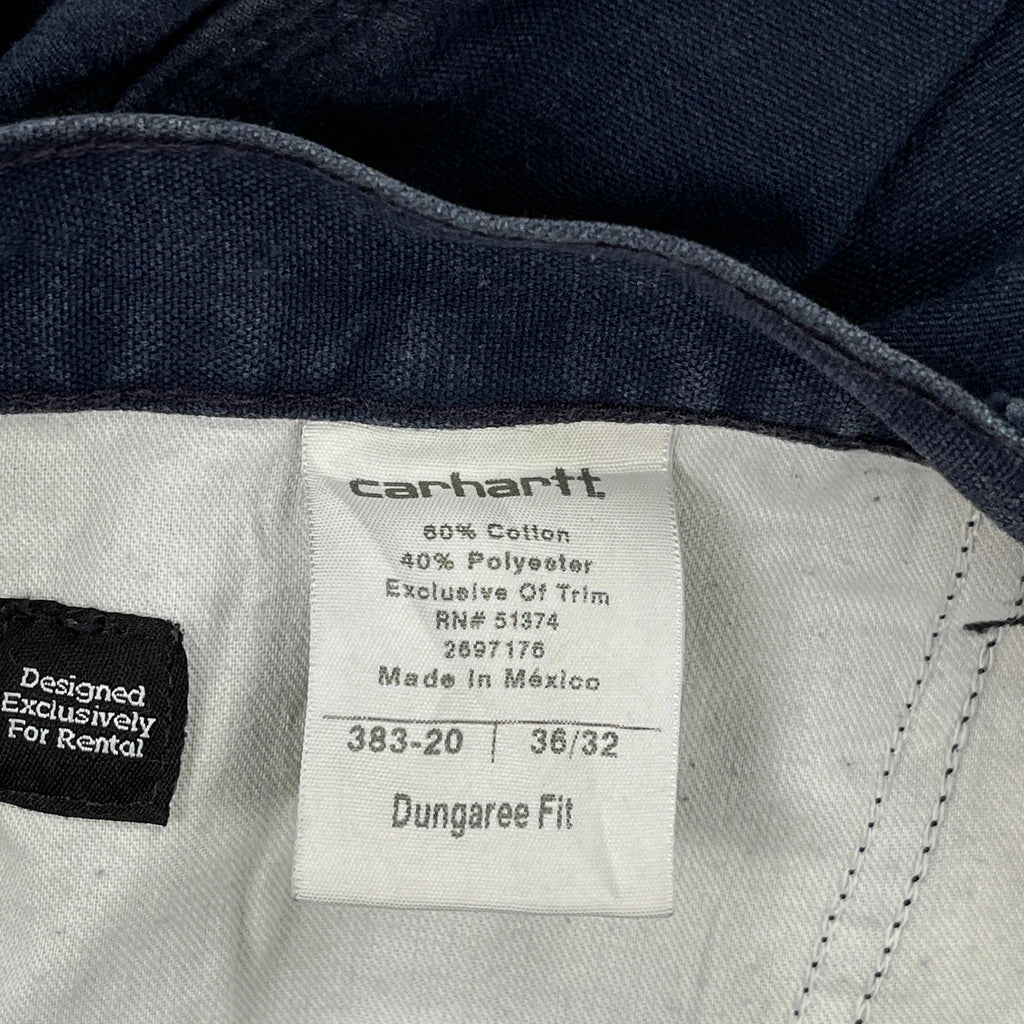 carhartt
60% Cotton
40% Polyester
Exclusive Of Trim
RN# 51374
2697176
Made In México
383-20 | 36/32
Dungaree Fit
Designed
Exclusively
For Rental